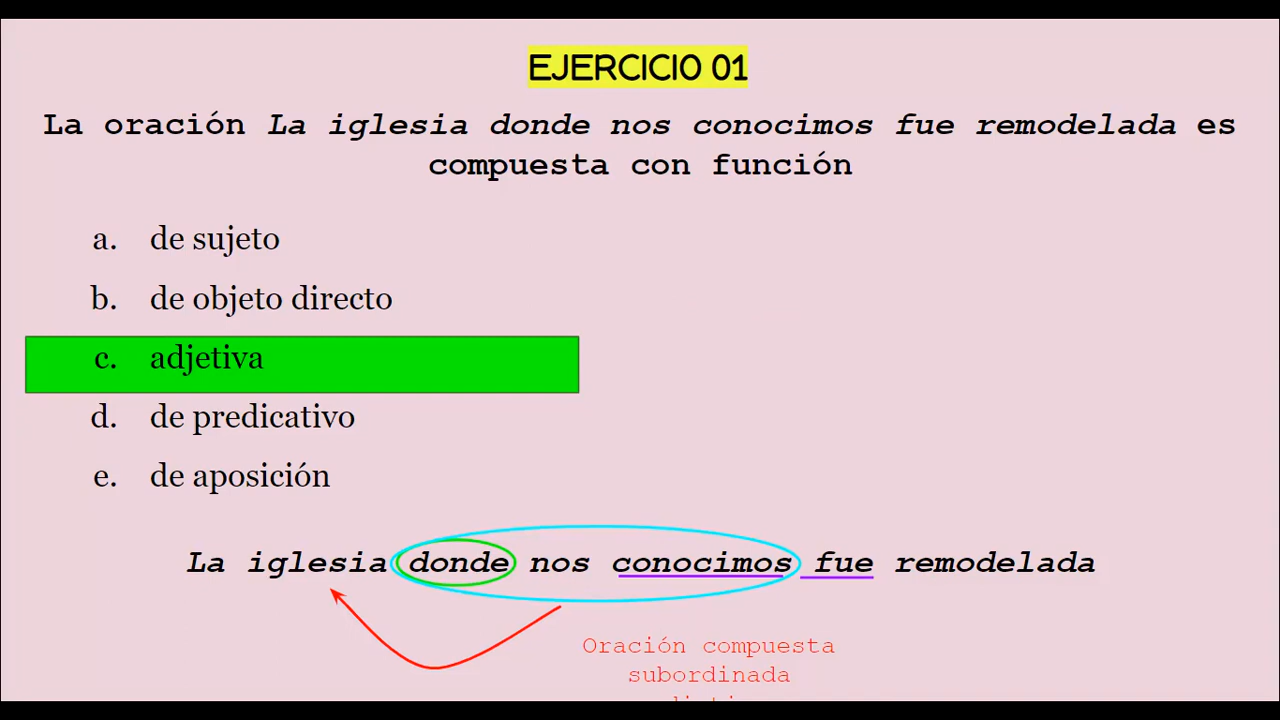 EJERCICIO 01
La oración La iglesia donde nos conocimos fue remodelada es
compuesta con función
a. de sujeto
b. de objeto directo
c. adjetiva
d. de predicativo
e. de aposición
La iglesia donde nos conocimos fue remodelada
Oración compuesta
subordinada